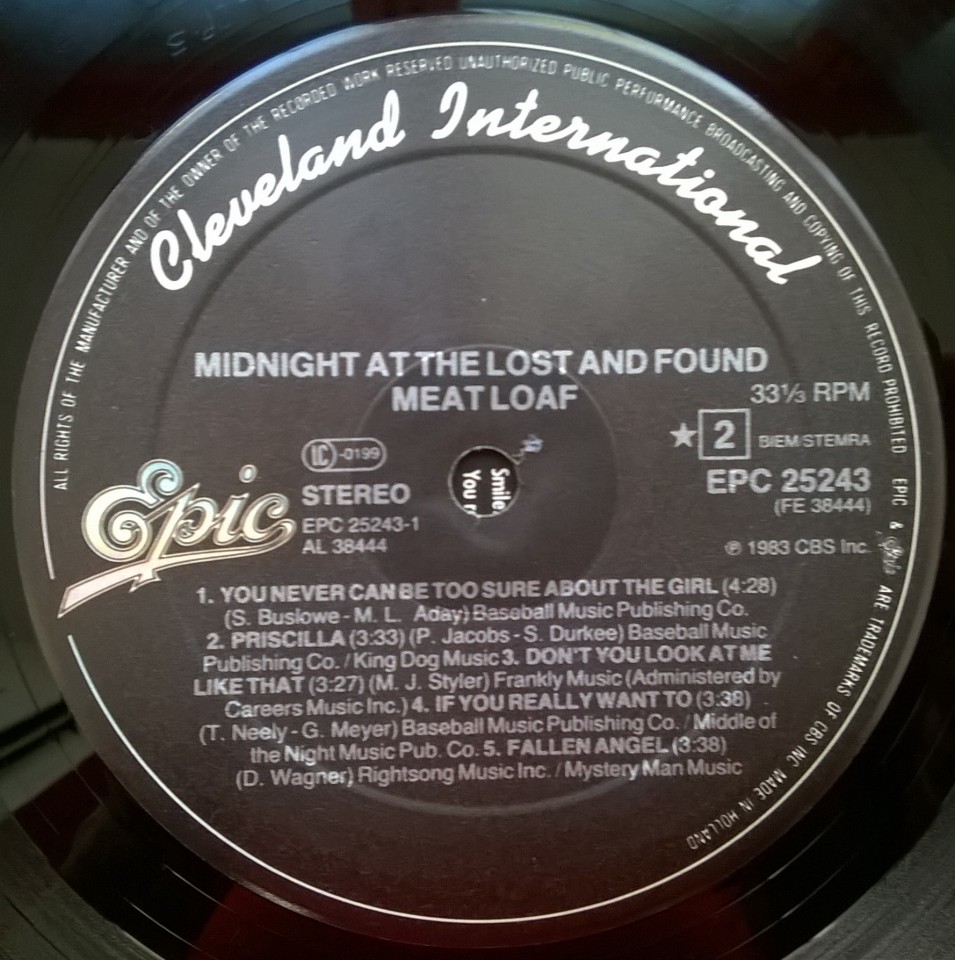 ALL RIGHTS OF THE MANUFACTURER AND OF THE OWNER OF THE RECORDED WORK RESERVED UNAUTHORIZED PUBLIC PERFORMANCE BROADCASTING AND COPYING OF THIS RECORD PROHIBITED EPIC & Epic ARE TRADEMARKS OF CBS INC MADE IN HOLLAND
Cleveland International
MIDNIGHT AT THE LOST AND FOUND
MEAT LOAF
33⅓ RPM
LC-0199
★ 2 BIEM/STEMRA
Epic
STEREO
EPC 25243
EPC 25243-1
(FE 38444)
AL 38444
℗ 1983 CBS Inc.
Smile
You
1. YOU NEVER CAN BE TOO SURE ABOUT THE GIRL (4:28)
(S. Buslowe - M. L. Aday) Baseball Music Publishing Co.
2. PRISCILLA (3:33) (P. Jacobs - S. Durkee) Baseball Music
Publishing Co. / King Dog Music 3. DON'T YOU LOOK AT ME
LIKE THAT (3:27) (M. J. Styler) Frankly Music (Administered by
Careers Music Inc.) 4. IF YOU REALLY WANT TO (3:38)
(T. Neely - G. Meyer) Baseball Music Publishing Co. / Middle of
the Night Music Pub. Co. 5. FALLEN ANGEL (3:38)
(D. Wagner) Rightsong Music Inc. / Mystery Man Music